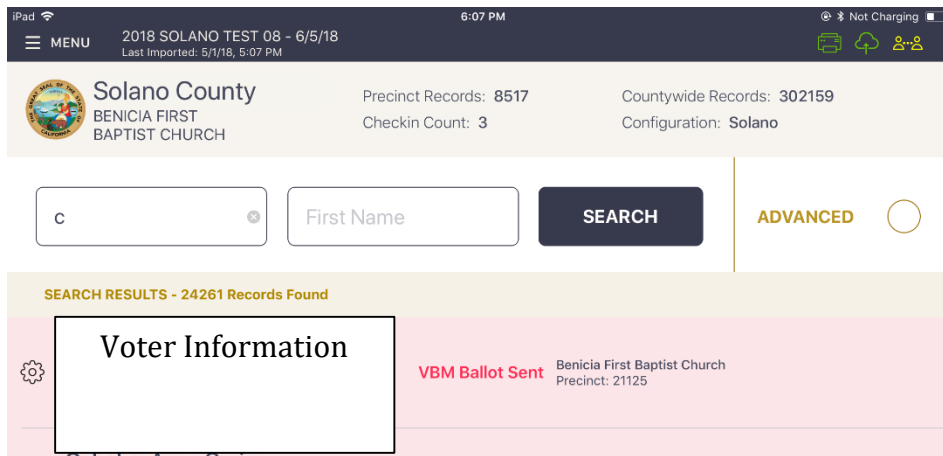 iPad 6:07 PM Not Charging
MENU 2018 SOLANO TEST 08 - 6/5/18
Last Imported: 5/1/18, 5:07 PM
Solano County
BENICIA FIRST
BAPTIST CHURCH
Precinct Records: 8517
Checkin Count: 3
Countywide Records: 302159
Configuration: Solano
c
First Name
SEARCH
ADVANCED
SEARCH RESULTS - 24261 Records Found
Voter Information
VBM Ballot Sent
Benicia First Baptist Church
Precinct: 21125